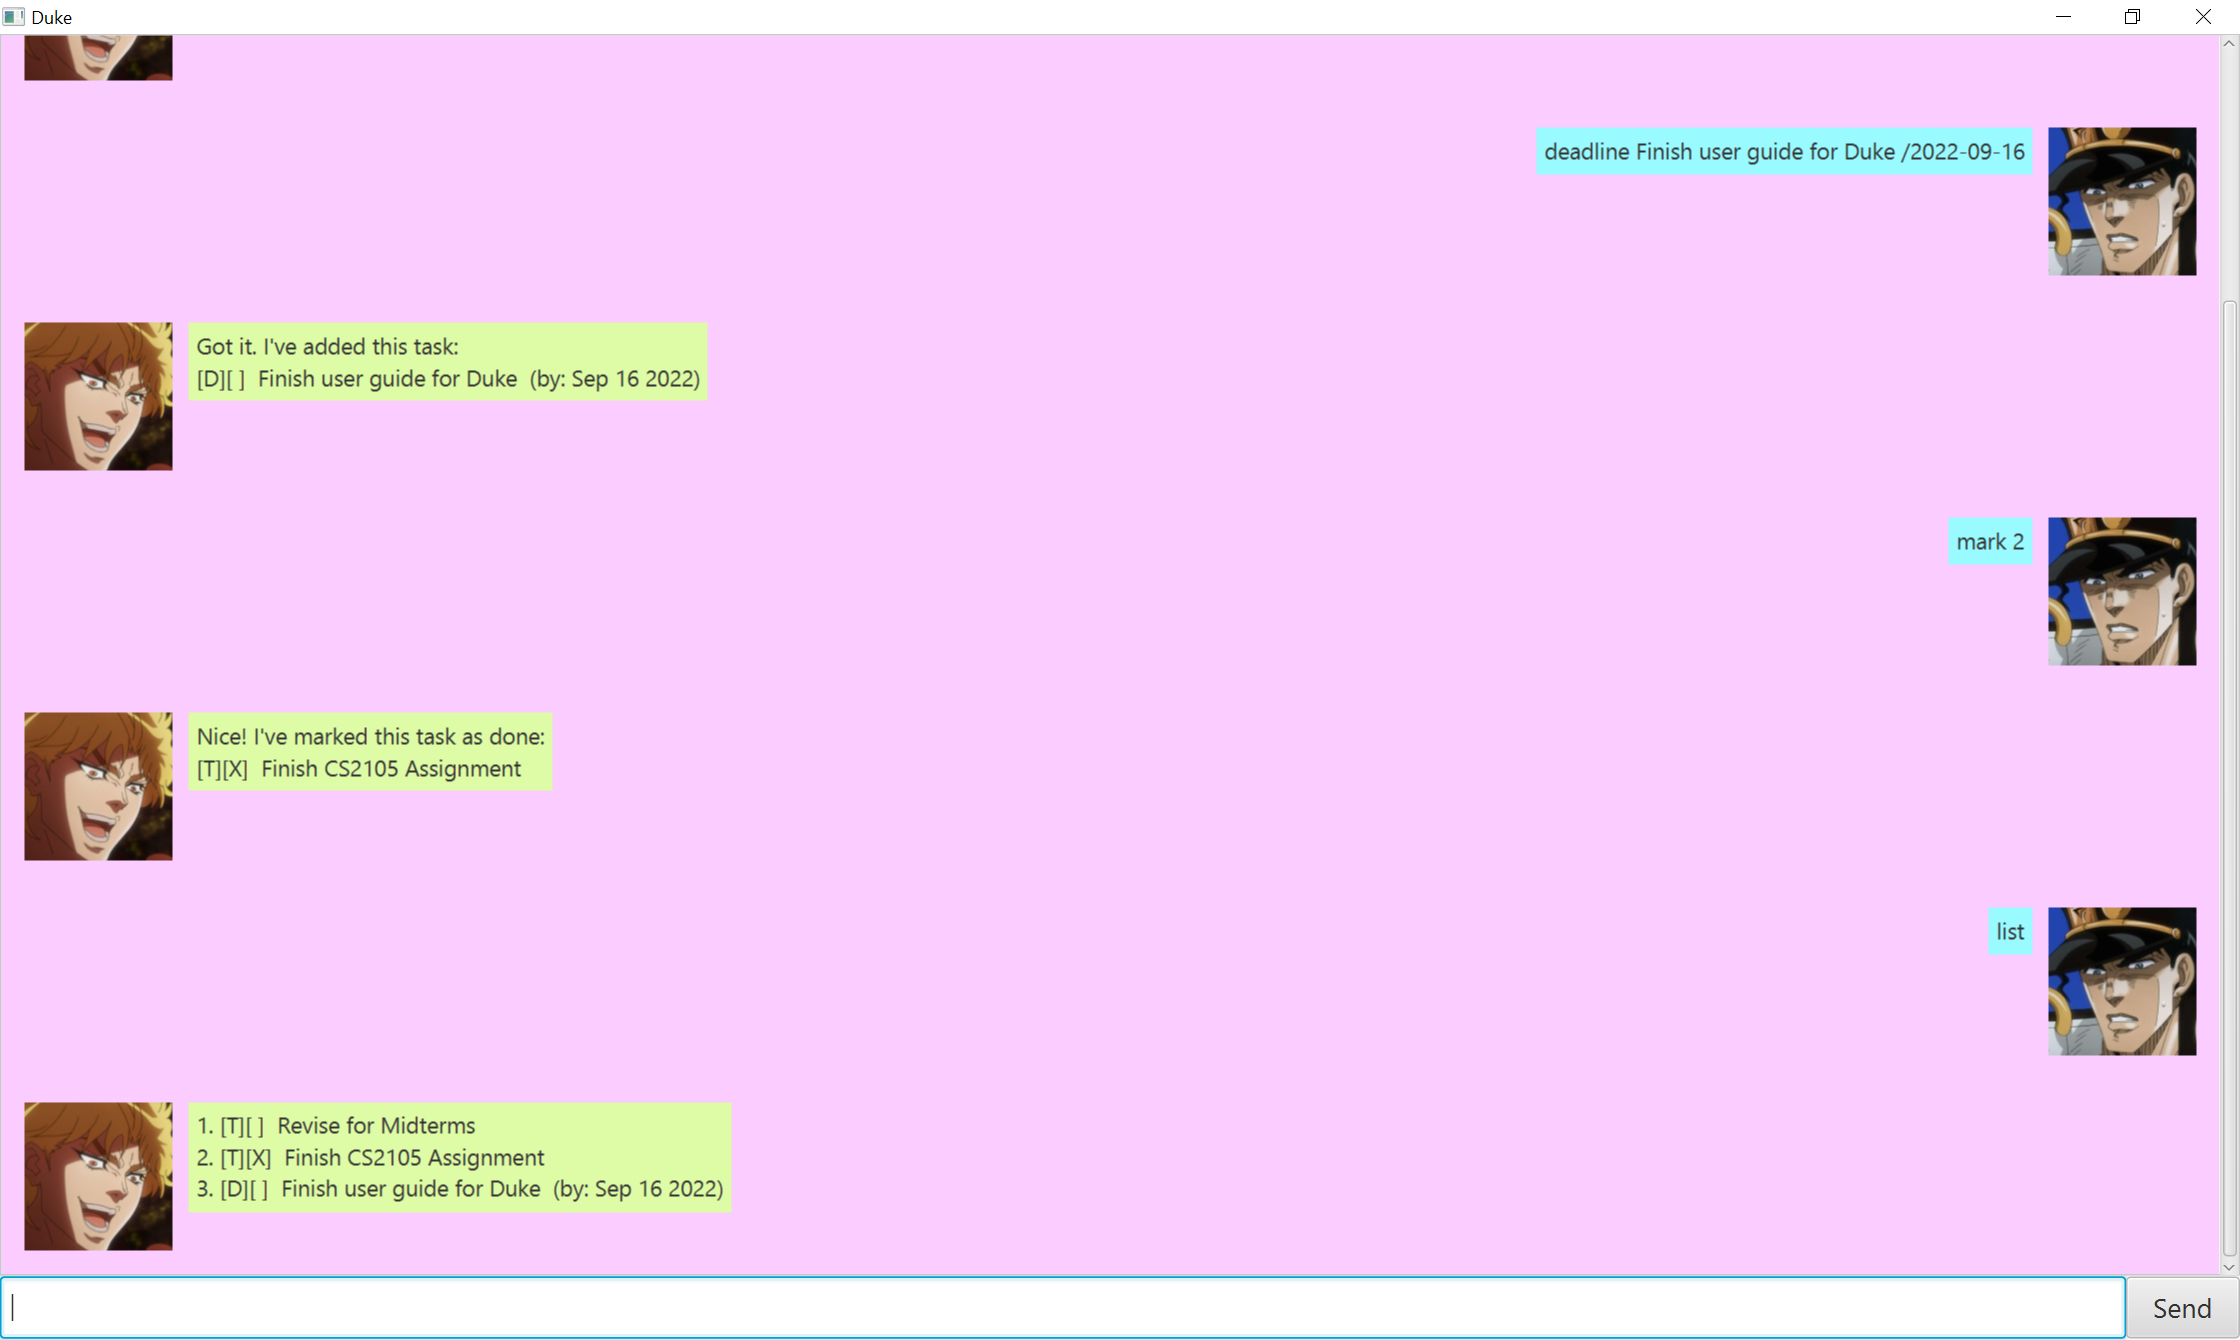 Duke
deadline Finish user guide for Duke /2022-09-16
Got it. I've added this task:
[D][ ]  Finish user guide for Duke  (by: Sep 16 2022)
mark 2
Nice! I've marked this task as done:
[T][X]  Finish CS2105 Assignment
list
1. [T][ ]  Revise for Midterms
2. [T][X]  Finish CS2105 Assignment
3. [D][ ]  Finish user guide for Duke  (by: Sep 16 2022)
Send